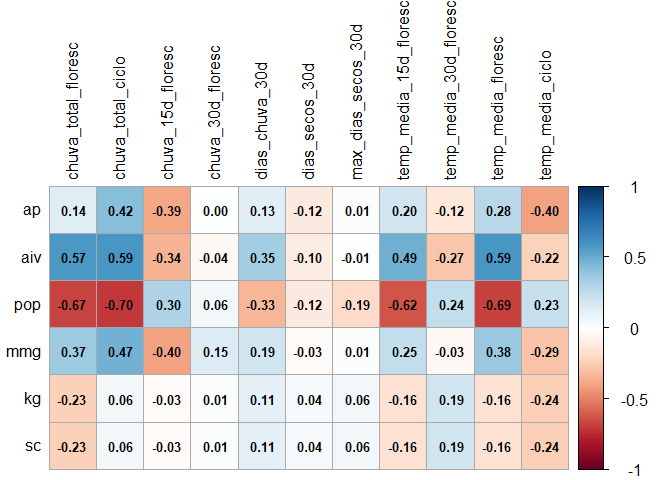 chuva_total_floresc
chuva_total_ciclo
chuva_15d_floresc
chuva_30d_floresc
dias_chuva_30d
dias_secos_30d
max_dias_secos_30d
temp_media_15d_floresc
temp_media_30d_floresc
temp_media_floresc
temp_media_ciclo
ap 0.14 0.42 -0.39 0.00 0.13 -0.12 0.01 0.20 -0.12 0.28 -0.40
aiv 0.57 0.59 -0.34 -0.04 0.35 -0.10 -0.01 0.49 -0.27 0.59 -0.22
pop -0.67 -0.70 0.30 0.06 -0.33 -0.12 -0.19 -0.62 0.24 -0.69 0.23
mmg 0.37 0.47 -0.40 0.15 0.19 -0.03 0.01 0.25 -0.03 0.38 -0.29
kg -0.23 0.06 -0.03 0.01 0.11 0.04 0.06 -0.16 0.19 -0.16 -0.24
sc -0.23 0.06 -0.03 0.01 0.11 0.04 0.06 -0.16 0.19 -0.16 -0.24
1
0.5
0
-0.5
-1